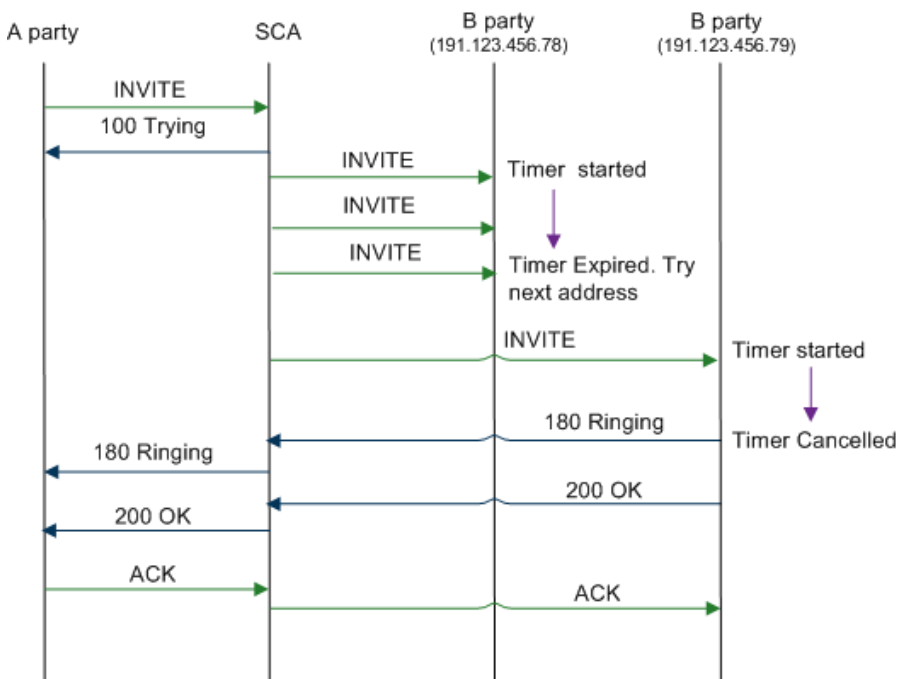 A party
SCA
B party
(191.123.456.78)
B party
(191.123.456.79)
INVITE
100 Trying
INVITE
Timer started
INVITE
INVITE
Timer Expired. Try
next address
INVITE
Timer started
180 Ringing
Timer Cancelled
180 Ringing
200 OK
200 OK
ACK
ACK